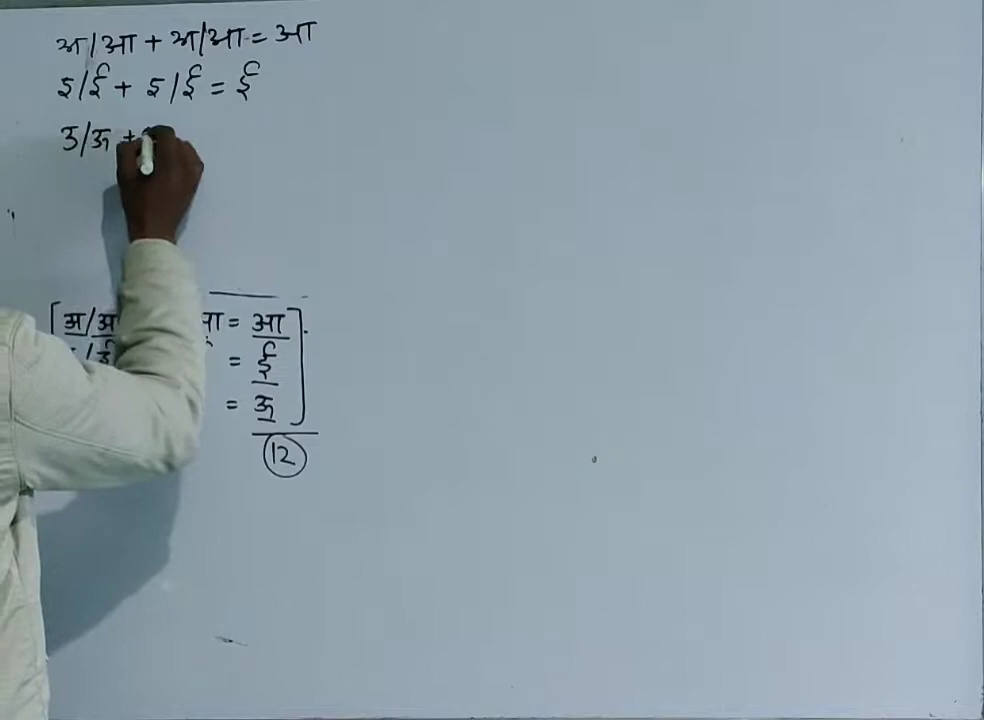 अ/आ + अ/आ = आ
इ/ई + इ/ई = ई
उ/ऊ +
[ अ/अ ा = आ ]
/ई = ई
= ऊ
12